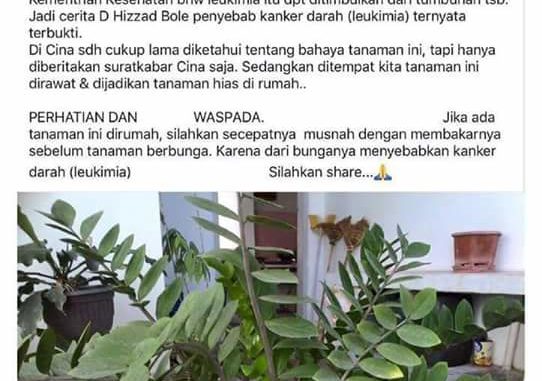 Kementrian Kesehatan bhw leukimia itu dpt ditimbulkan dari tumbuhan tsb.
Jadi cerita D Hizzad Bole penyebab kanker darah (leukimia) ternyata
terbukti.
Di Cina sdh cukup lama diketahui tentang bahaya tanaman ini, tapi hanya
diberitakan suratkabar Cina saja. Sedangkan ditempat kita tanaman ini
dirawat & dijadikan tanaman hias di rumah..
PERHATIAN DAN WASPADA. Jika ada
tanaman ini dirumah, silahkan secepatnya musnah dengan membakarnya
sebelum tanaman berbunga. Karena dari bunganya menyebabkan kanker
darah (leukimia) Silahkan share...🙏